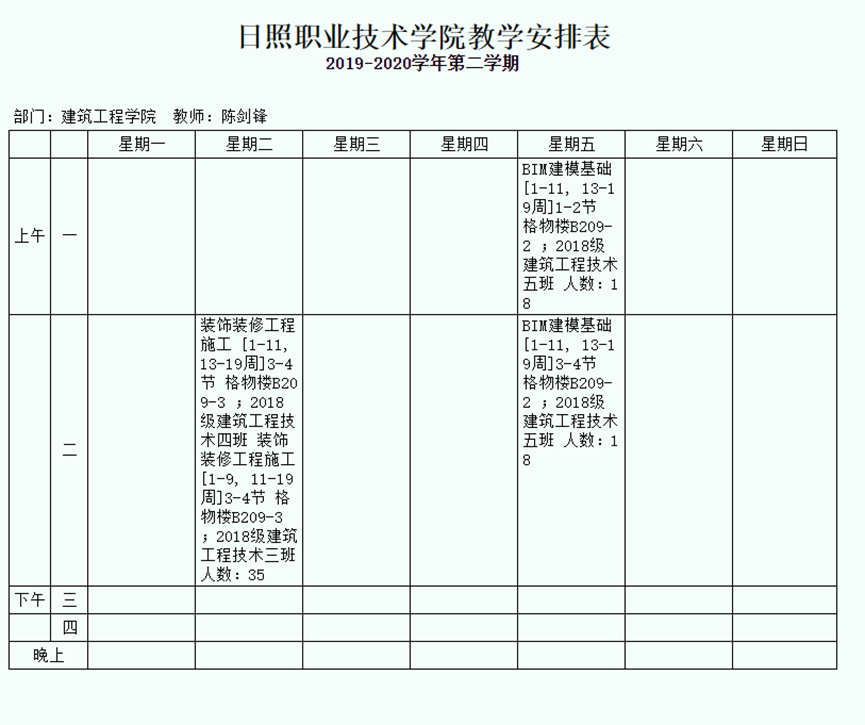 日照职业技术学院教学安排表
2019-2020学年第二学期
部门: 建筑工程学院 教师: 陈剑锋
星期一 星期二 星期三 星期四 星期五 星期六 星期日
上午 一
BIM建模基础
[1-11, 13-1
9周]1-2节
格物楼B209-
2 ; 2018级
建筑工程技术
五班 人数: 1
8
二
装饰装修工程
施工 [1-11,
13-19周]3-4
节 格物楼B20
9-3 ; 2018
级建筑工程技
术四班 装饰
装修工程施工
[1-9, 11-19
周]3-4节 格
物楼B209-3
; 2018级建筑
工程技术三班
人数: 35
BIM建模基础
[1-11, 13-1
9周]3-4节
格物楼B209-
2 ; 2018级
建筑工程技术
五班 人数: 1
8
下午 三
四
晚上